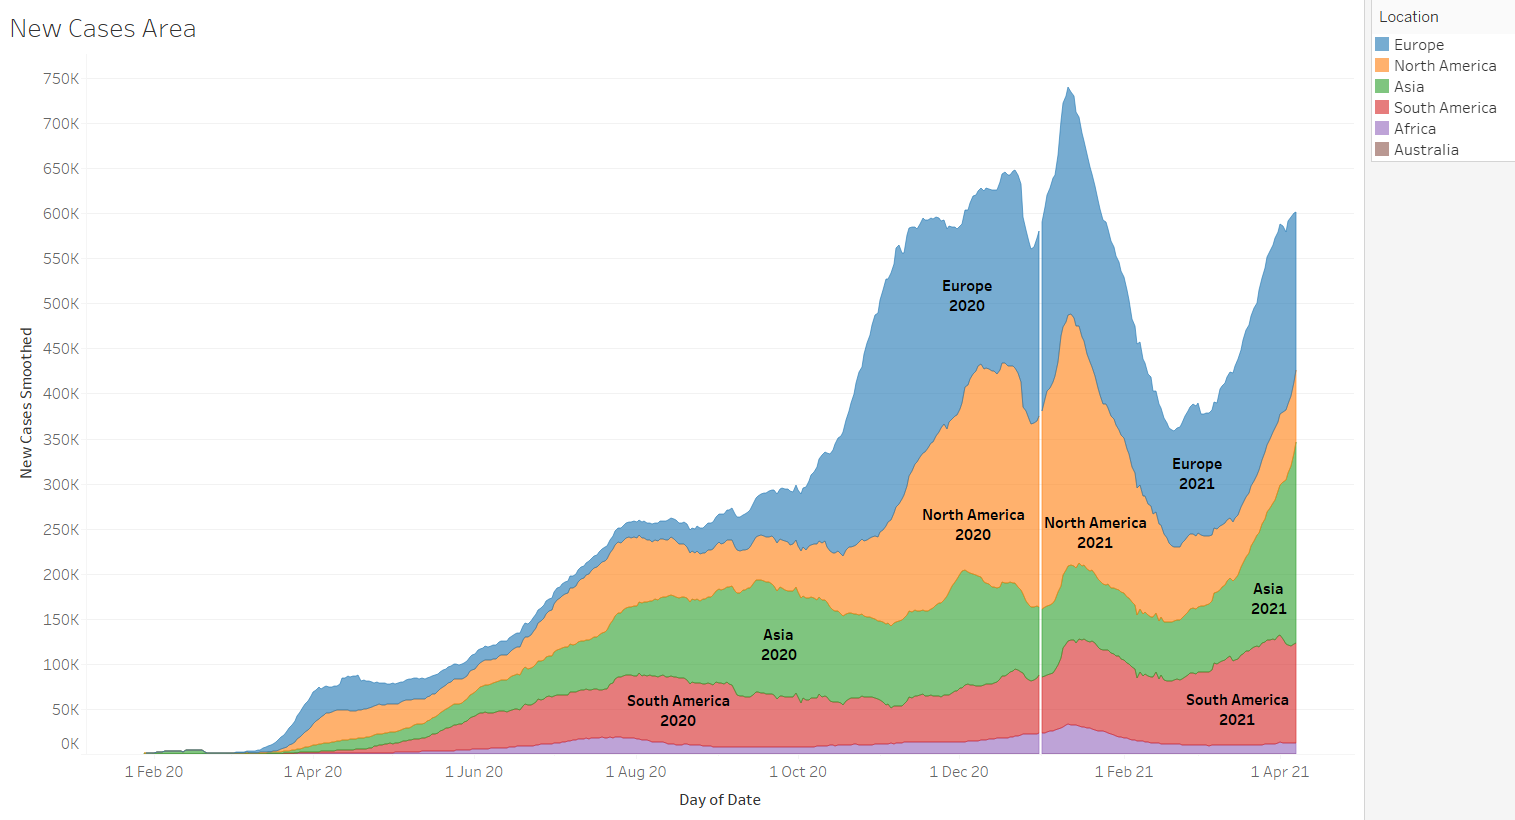 New Cases Area
Location
Europe
North America
Asia
South America
Africa
Australia
750K
700K
650K
600K
550K
500K
450K
400K
350K
300K
250K
200K
150K
100K
50K
0K
New Cases Smoothed
Europe
2020
North America
2020
North America
2021
Europe
2021
Asia
2020
Asia
2021
South America
2020
South America
2021
1 Feb 20
1 Apr 20
1 Jun 20
1 Aug 20
1 Oct 20
1 Dec 20
1 Feb 21
1 Apr 21
Day of Date